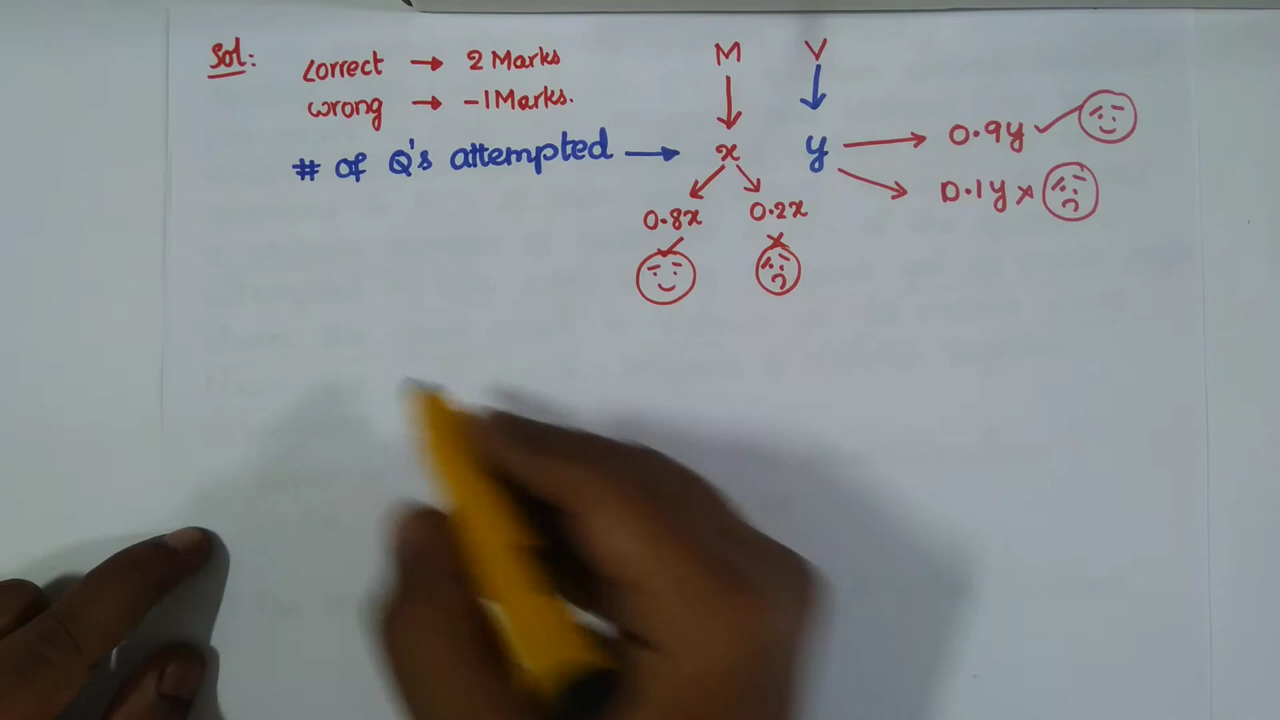 Sol: correct → 2 Marks M V
wrong → -1 Marks.
# of Q's attempted → x y → 0.9y ✓
0.1y ×
0.8x 0.2x
✓ ×